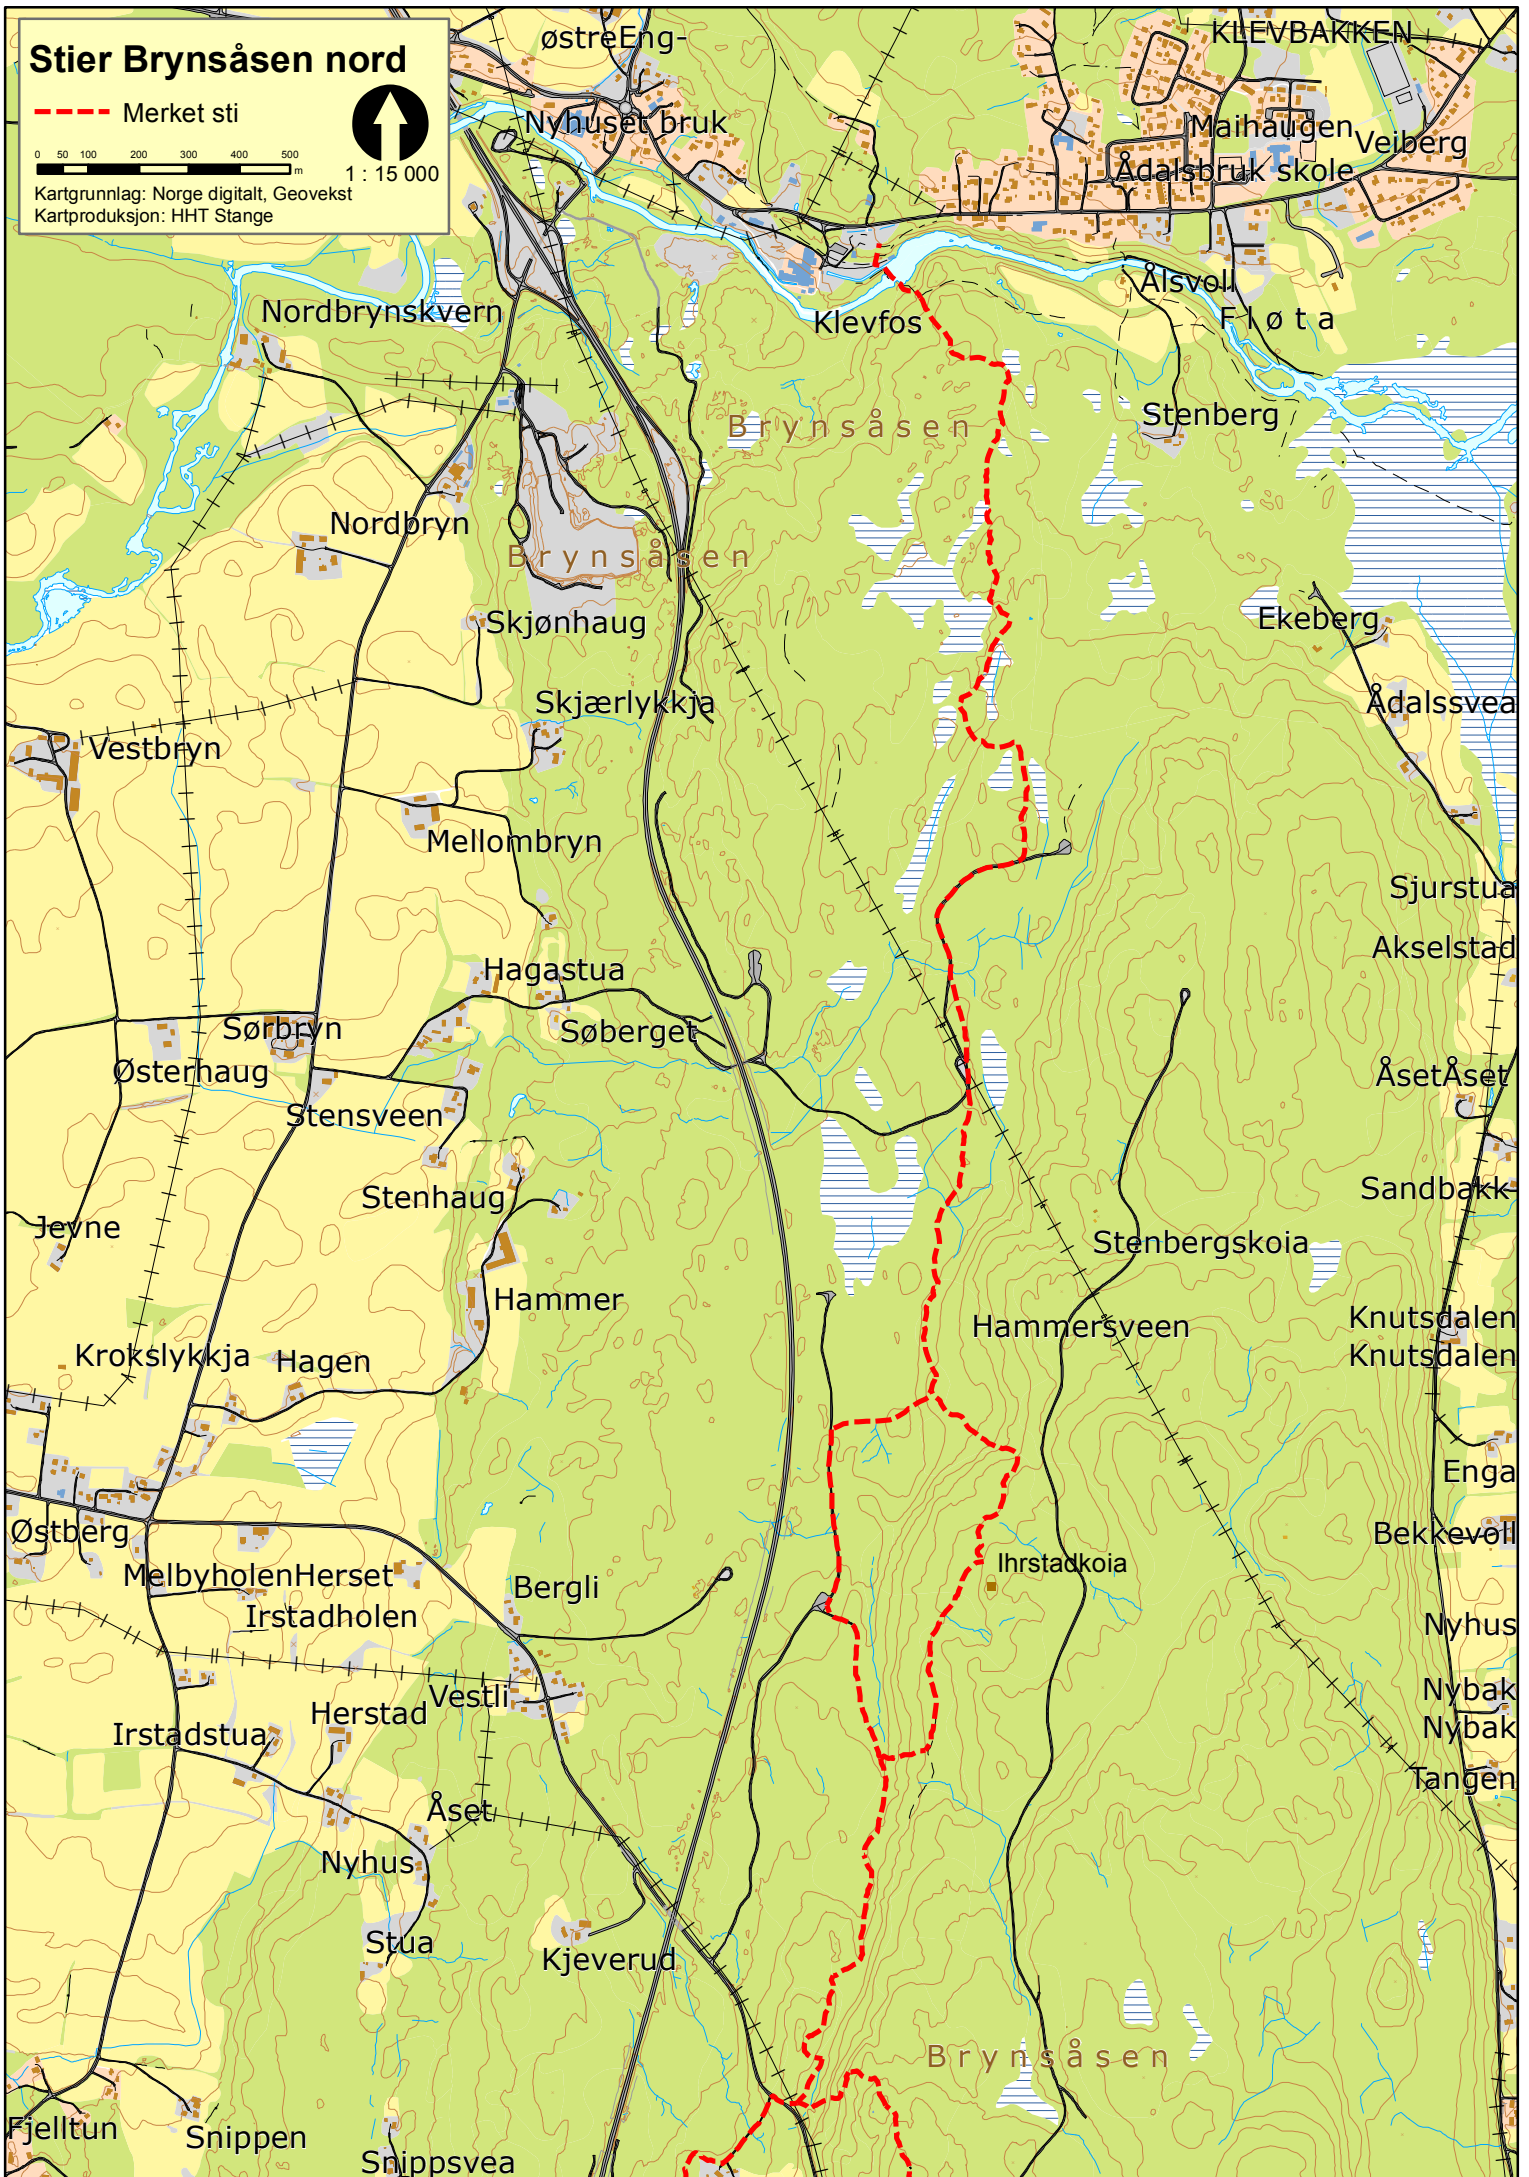 Stier Brynsåsen nord
Merket sti
0 50 100 200 300 400 500
m
1 : 15 000
Kartgrunnlag: Norge digitalt, Geovekst
Kartproduksjon: HHT Stange
østreEng-
KLEVBAKKEN
Nyhuset bruk
Maihaugen
Veiberg
Ådalsbruk skole
Ålsvoll
Nordbrynskvern
Klevfos
Fløta
Brynsåsen
Stenberg
Nordbryn
Brynsåsen
Skjønhaug
Ekeberg
Skjærlykkja
Ådalssvea
Vestbryn
Mellombryn
Sjurstua
Akselstad
Hagastua
Sørbryn
Søberget
Østerhaug
ÅsetÅset
Stensveen
Stenhaug
Sandbakk
Jevne
Stenbergskoia
Hammer
Hammersveen
Knutsdalen
Krokslykkja
Hagen
Knutsdalen
Enga
Østberg
Bekkevoll
MelbyholenHerset
Bergli
Ihrstadkoia
Irstadholen
Nyhus
Vestli
Nybak
Herstad
Irstadstua
Nybak
Tangen
Åset
Nyhus
Stua
Kjeverud
Brynsåsen
Fjelltun
Snippen
Snippsvea